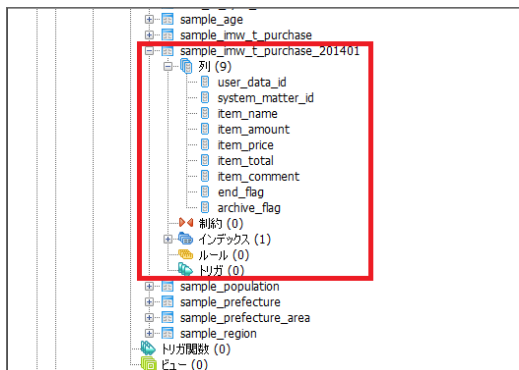 sample_age
sample_imw_t_purchase
sample_imw_t_purchase_201401
列 (9)
user_data_id
system_matter_id
item_name
item_amount
item_price
item_total
item_comment
end_flag
archive_flag
制約 (0)
インデックス (1)
ルール (0)
トリガ (0)
sample_population
sample_prefecture
sample_prefecture_area
sample_region
トリガ関数 (0)
ビュー (0)